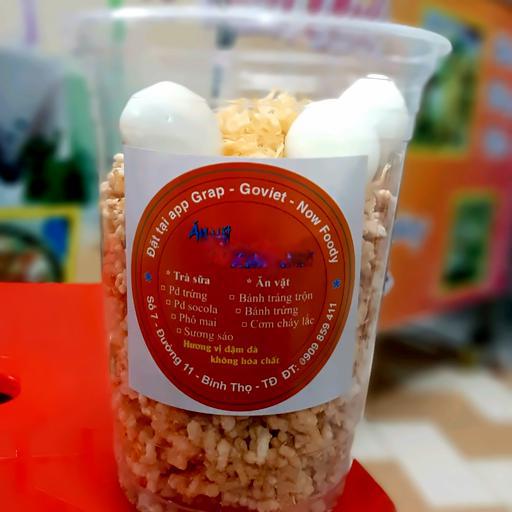 Đặt tại app Grap - Goviet - Now Foody
Ăn vặt
* Trà sữa
Pd trứng
Pd socola
Phô mai
Sương sáo
* Ăn vặt
Bánh tráng trộn
Bánh trứng
Cơm cháy lắc
Hương vị đậm đà
không hóa chất
Số 7 - Đường 11 - Bình Thọ - TĐ ĐT: 0909 859 411